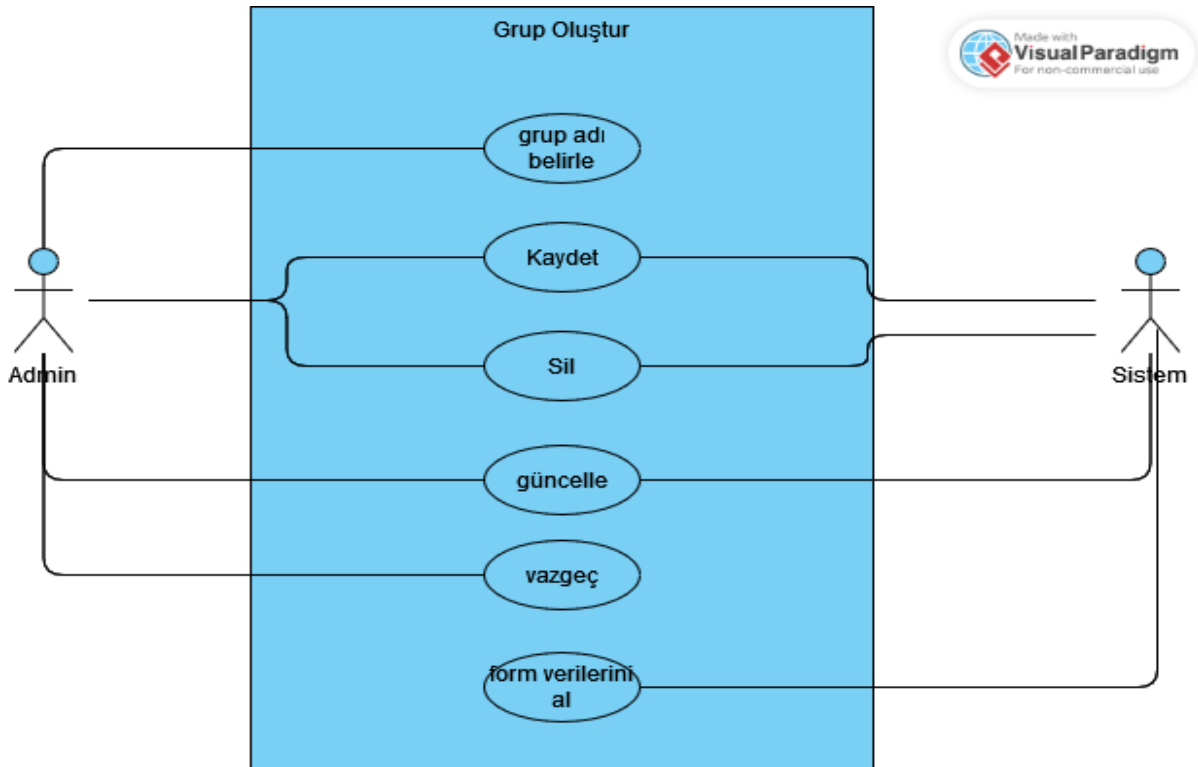 Grup Oluştur
Made with
Visual Paradigm
For non-commercial use
grup adı
belirle
Kaydet
Sil
Admin
Sistem
güncelle
vazgeç
form verilerini
al